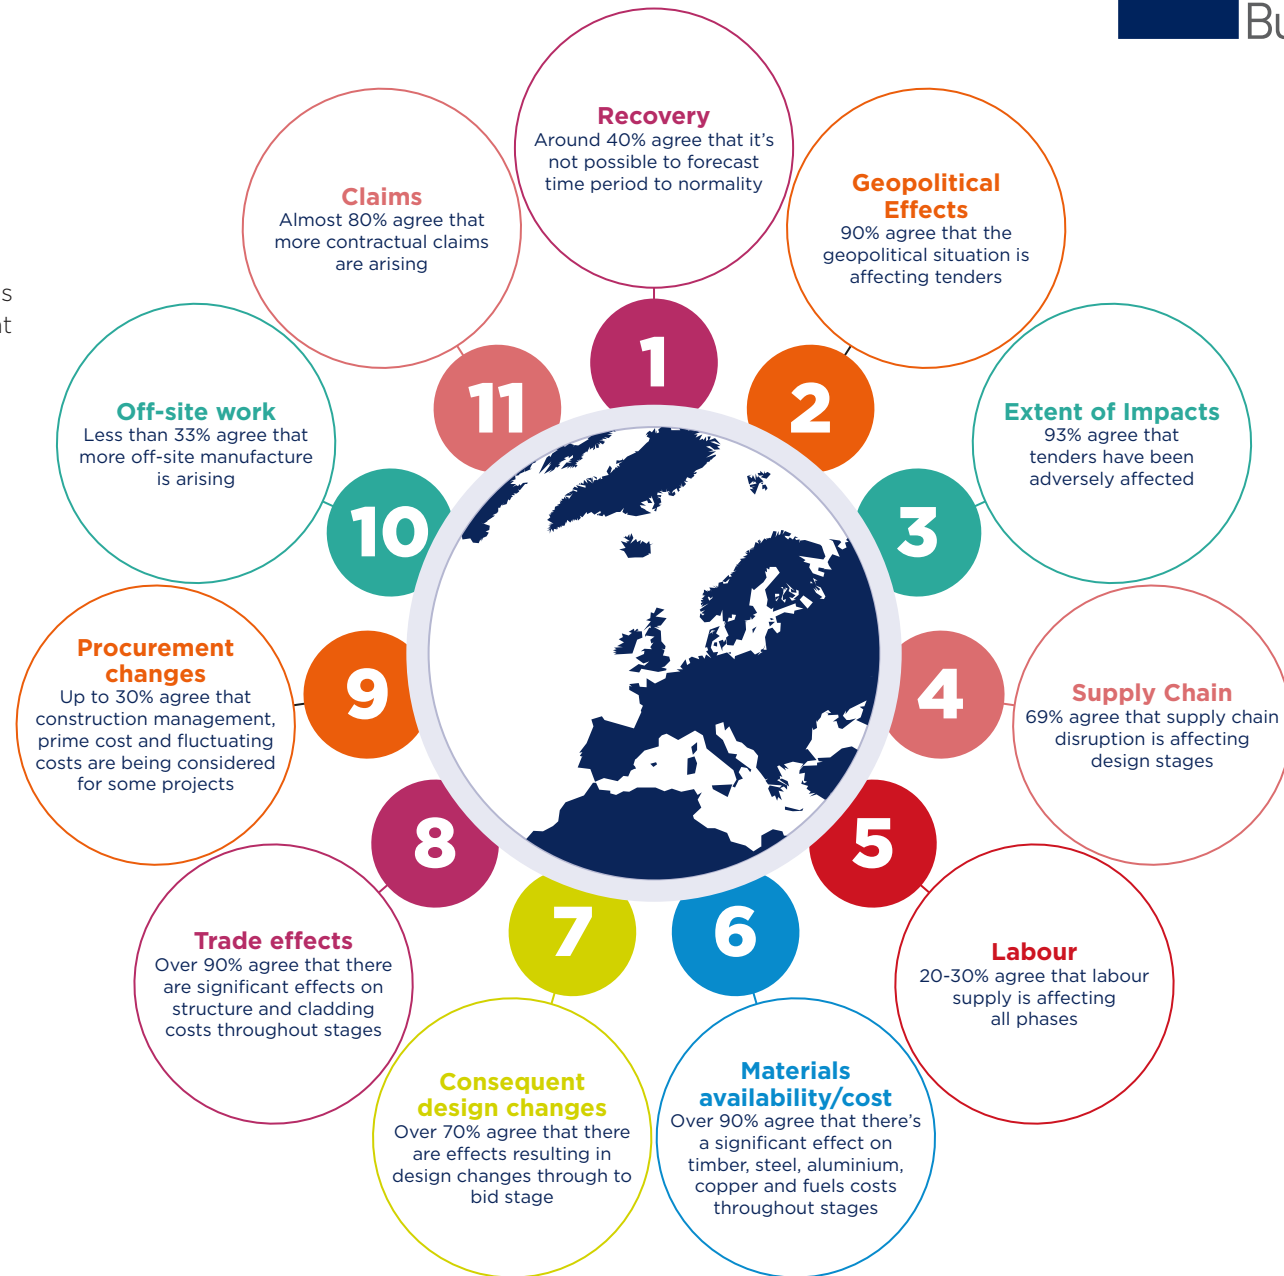 Bu
s
t
Recovery
Around 40% agree that it's
not possible to forecast
time period to normality
1
Geopolitical
Effects
90% agree that the
geopolitical situation is
affecting tenders
2
Extent of Impacts
93% agree that
tenders have been
adversely affected
3
Supply Chain
69% agree that supply chain
disruption is affecting
design stages
4
Labour
20-30% agree that labour
supply is affecting
all phases
5
Materials
availability/cost
Over 90% agree that there's
a significant effect on
timber, steel, aluminium,
copper and fuels costs
throughout stages
6
Consequent
design changes
Over 70% agree that there
are effects resulting in
design changes through to
bid stage
7
Trade effects
Over 90% agree that there
are significant effects on
structure and cladding
costs throughout stages
8
Procurement
changes
Up to 30% agree that
construction management,
prime cost and fluctuating
costs are being considered
for some projects
9
Off-site work
Less than 33% agree that
more off-site manufacture
is arising
10
Claims
Almost 80% agree that
more contractual claims
are arising
11